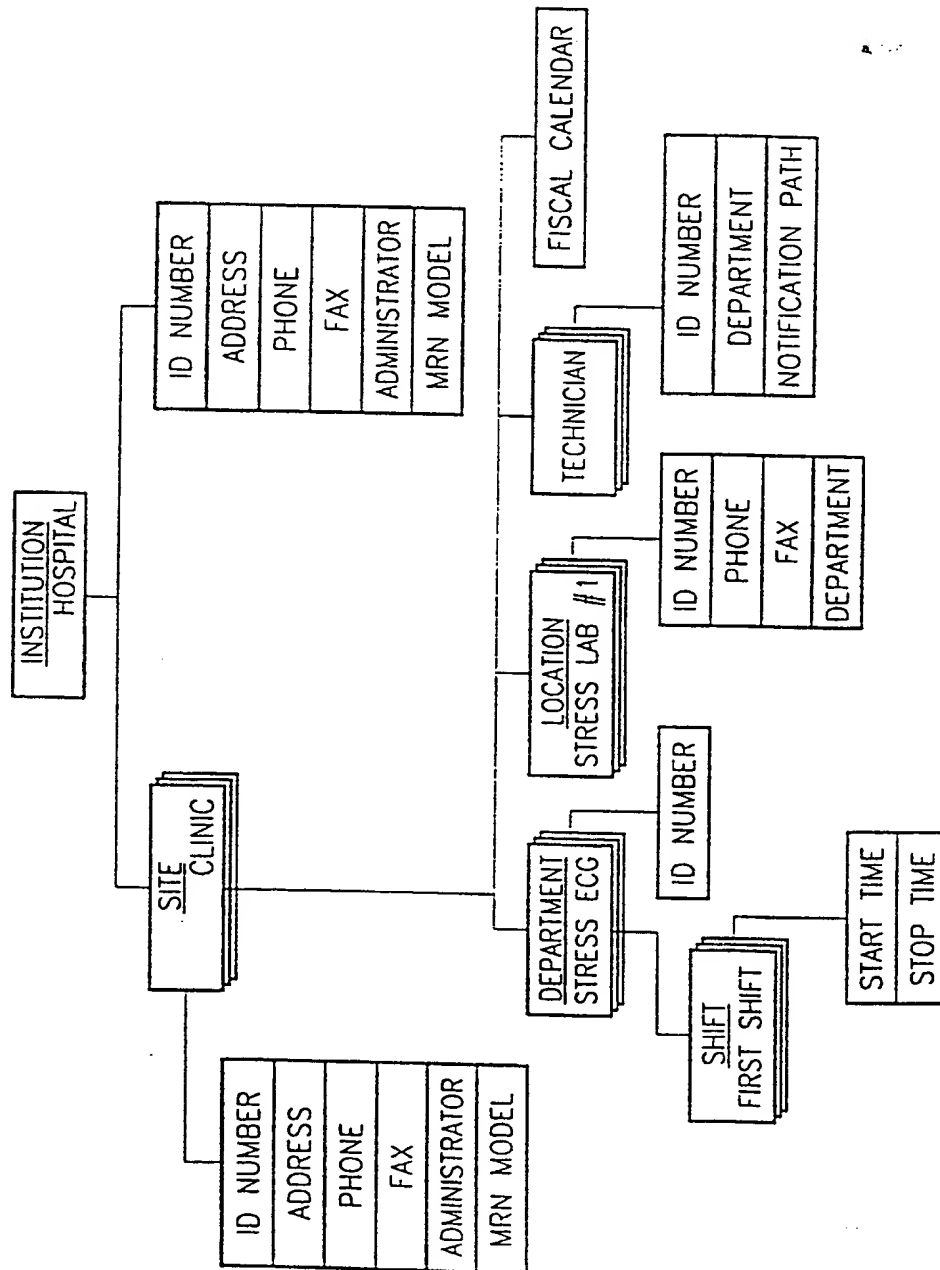 INSTITUTION
HOSPITAL
SITE
CLINIC
ID NUMBER
ADDRESS
PHONE
FAX
ADMINISTRATOR
MRN MODEL
ID NUMBER
ADDRESS
PHONE
FAX
ADMINISTRATOR
MRN MODEL
DEPARTMENT
STRESS ECG
LOCATION
STRESS LAB #1
TECHNICIAN
FISCAL CALENDAR
ID NUMBER
ID NUMBER
PHONE
FAX
DEPARTMENT
ID NUMBER
DEPARTMENT
NOTIFICATION PATH
SHIFT
FIRST SHIFT
START TIME
STOP TIME